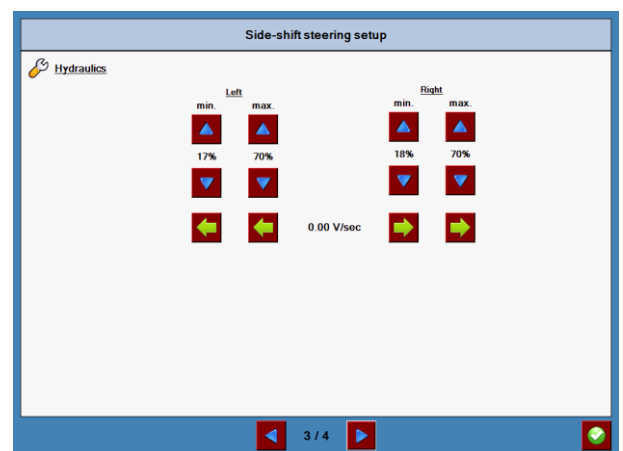 Side-shift steering setup
Hydraulics
Left Right
min. max. min. max.
17% 70% 18% 70%
0.00 V/sec
3 / 4